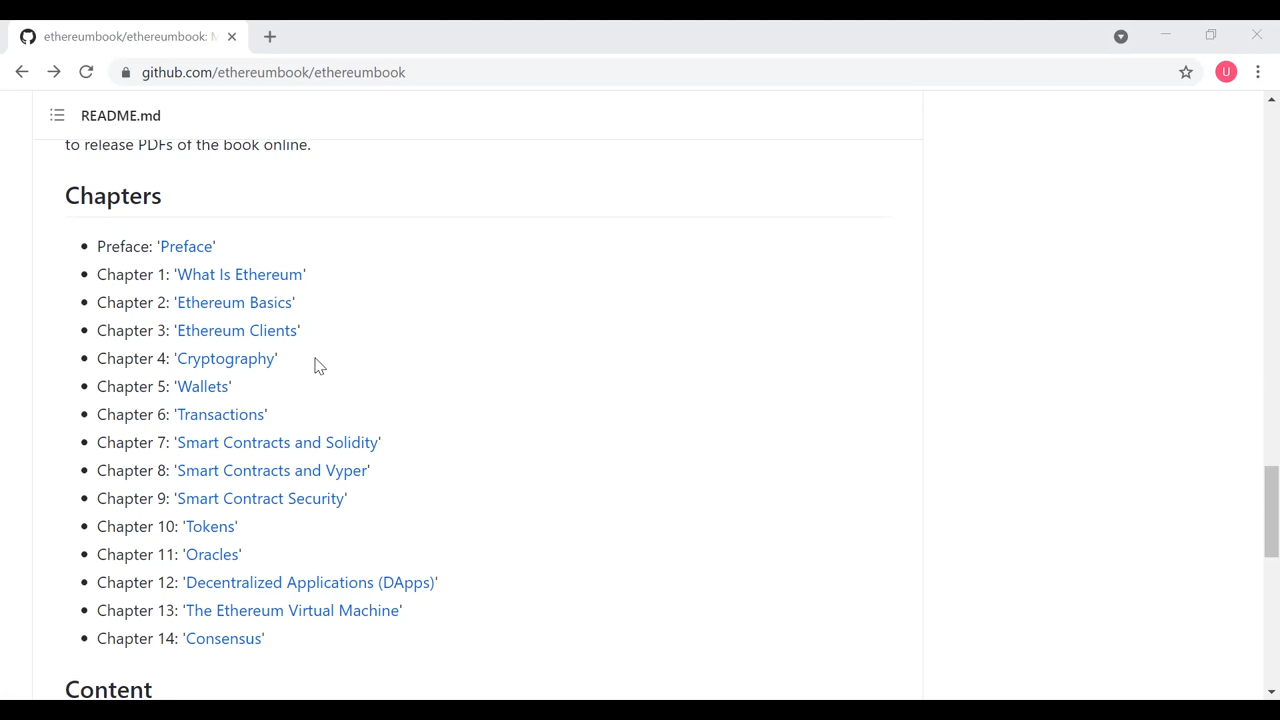 ethereumbook/ethereumbook:
github.com/ethereumbook/ethereumbook
U
README.md
to release PDFs of the book online.
Chapters
Preface: 'Preface'
Chapter 1: 'What Is Ethereum'
Chapter 2: 'Ethereum Basics'
Chapter 3: 'Ethereum Clients'
Chapter 4: 'Cryptography'
Chapter 5: 'Wallets'
Chapter 6: 'Transactions'
Chapter 7: 'Smart Contracts and Solidity'
Chapter 8: 'Smart Contracts and Vyper'
Chapter 9: 'Smart Contract Security'
Chapter 10: 'Tokens'
Chapter 11: 'Oracles'
Chapter 12: 'Decentralized Applications (DApps)'
Chapter 13: 'The Ethereum Virtual Machine'
Chapter 14: 'Consensus'
Content